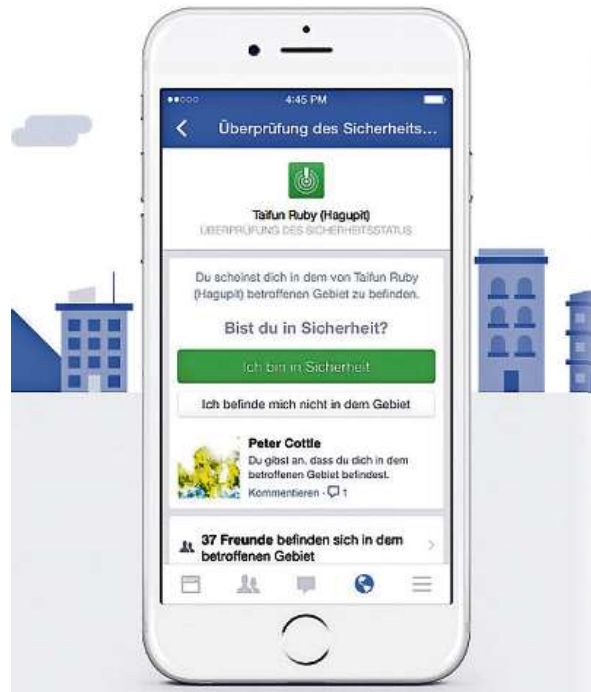 4:45 PM
Überprüfung des Sicherheits...
Taifun Ruby (Hagupit)
ÜBERPRÜFUNG DES SICHERHEITSSTATUS
Du scheinst dich in dem von Taifun Ruby
(Hagupit) betroffenen Gebiet zu befinden.
Bist du in Sicherheit?
Ich bin in Sicherheit
Ich befinde mich nicht in dem Gebiet
Peter Cottle
Du gibst an, dass du dich in dem
betroffenen Gebiet befindest.
Kommentieren · 1
37 Freunde befinden sich in dem
betroffenen Gebiet